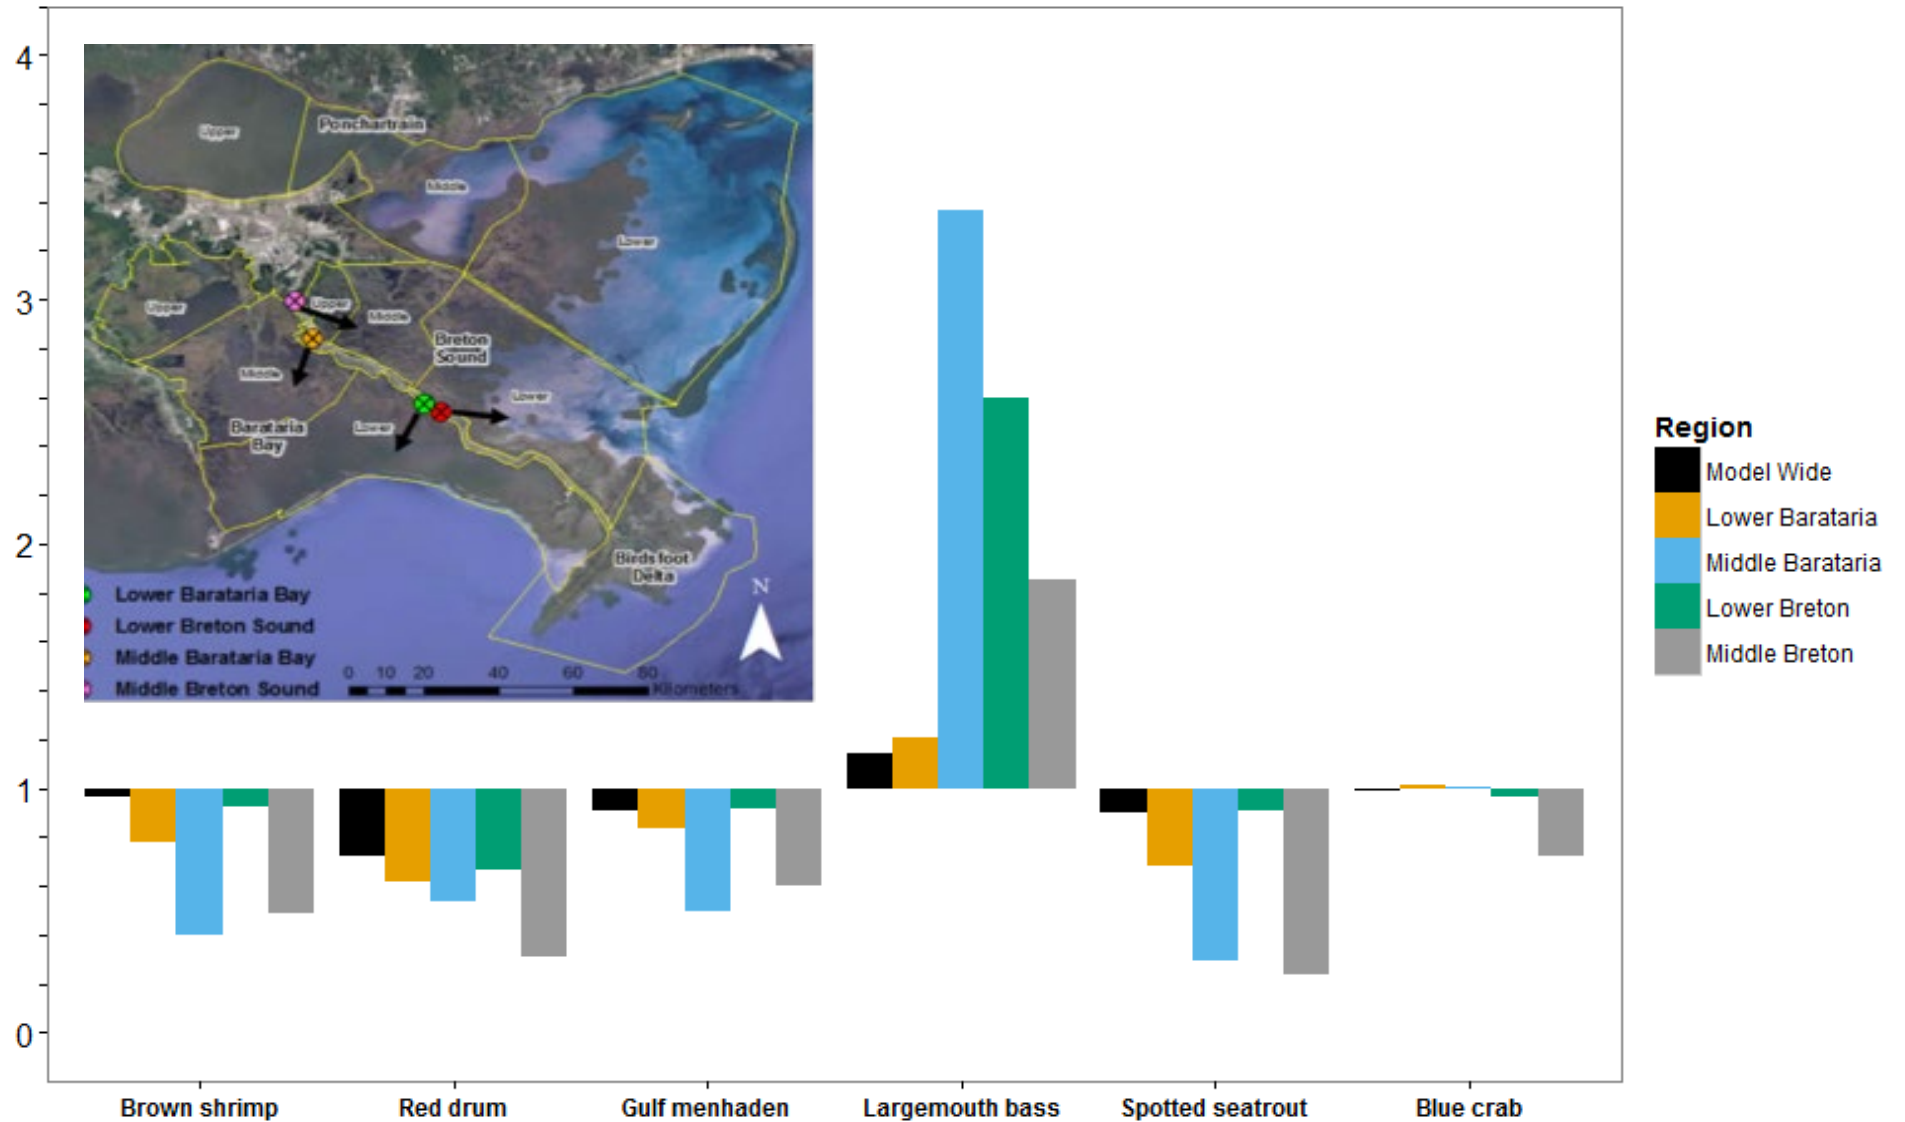 4
3
2
1
0
Upper
Ponchartrain
Middle
Lower
Upper
Upper
Middle
Breton
Sound
Middle
Lower
Lower
Barataria
Bay
Birdsfoot
Delta
N
Lower Barataria Bay
Lower Breton Sound
Middle Barataria Bay
Middle Breton Sound
0 10 20 40 60 80
Kilometers
Brown shrimp Red drum Gulf menhaden Largemouth bass Spotted seatrout Blue crab
Region
Model Wide
Lower Barataria
Middle Barataria
Lower Breton
Middle Breton